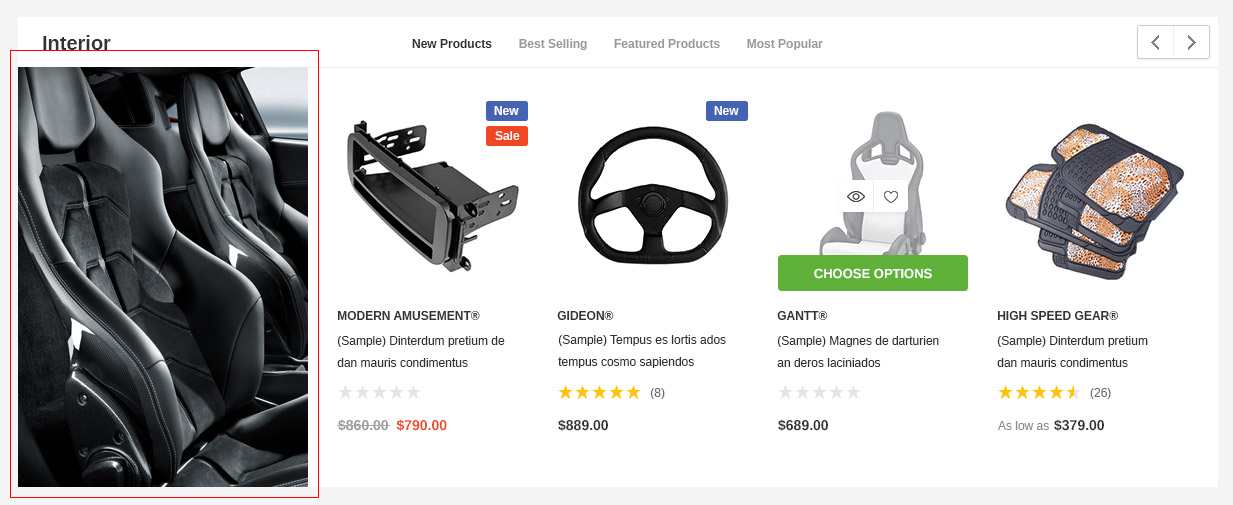 Interior
New Products Best Selling Featured Products Most Popular
New
Sale
New
CHOOSE OPTIONS
MODERN AMUSEMENT®
(Sample) Dinterdum pretium de
dan mauris condimentus
$860.00 $790.00
GIDEON®
(Sample) Tempus es lortis ados
tempus cosmo sapiendos
(8)
$889.00
GANTT®
(Sample) Magnes de darturien
an deros laciniados
$689.00
HIGH SPEED GEAR®
(Sample) Dinterdum pretium
dan mauris condimentus
(26)
As low as $379.00